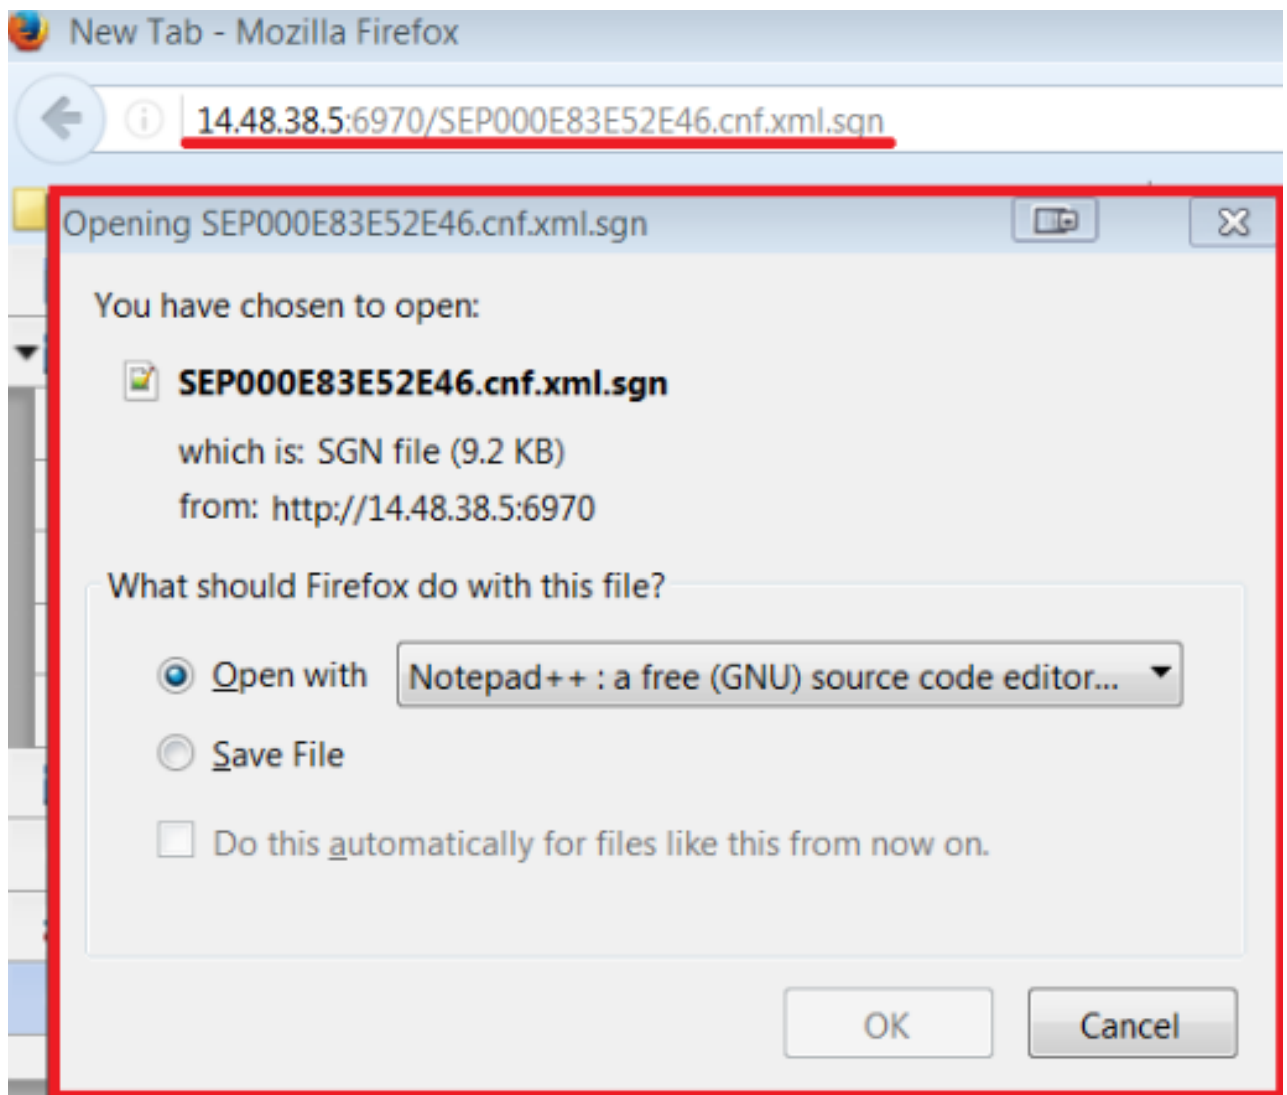 New Tab - Mozilla Firefox
14.48.38.5:6970/SEP000E83E52E46.cnf.xml.sgn
Opening SEP000E83E52E46.cnf.xml.sgn
You have chosen to open:
SEP000E83E52E46.cnf.xml.sgn
which is: SGN file (9.2 KB)
from: http://14.48.38.5:6970
What should Firefox do with this file?
Open with Notepad++ : a free (GNU) source code editor...
Save File
Do this automatically for files like this from now on.
OK Cancel